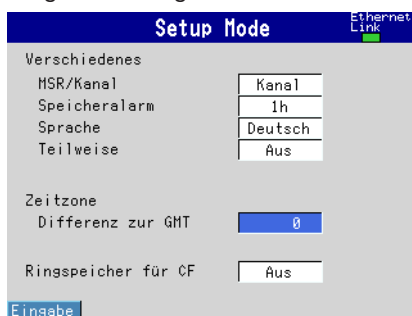 Setup Mode
Ethernet
Link
Verschiedenes
MSR/Kanal Kanal
Speicheralarm 1h
Sprache Deutsch
Teilweise Aus
Zeitzone
Differenz zur GMT 0
Ringspeicher für CF Aus
Eingabe